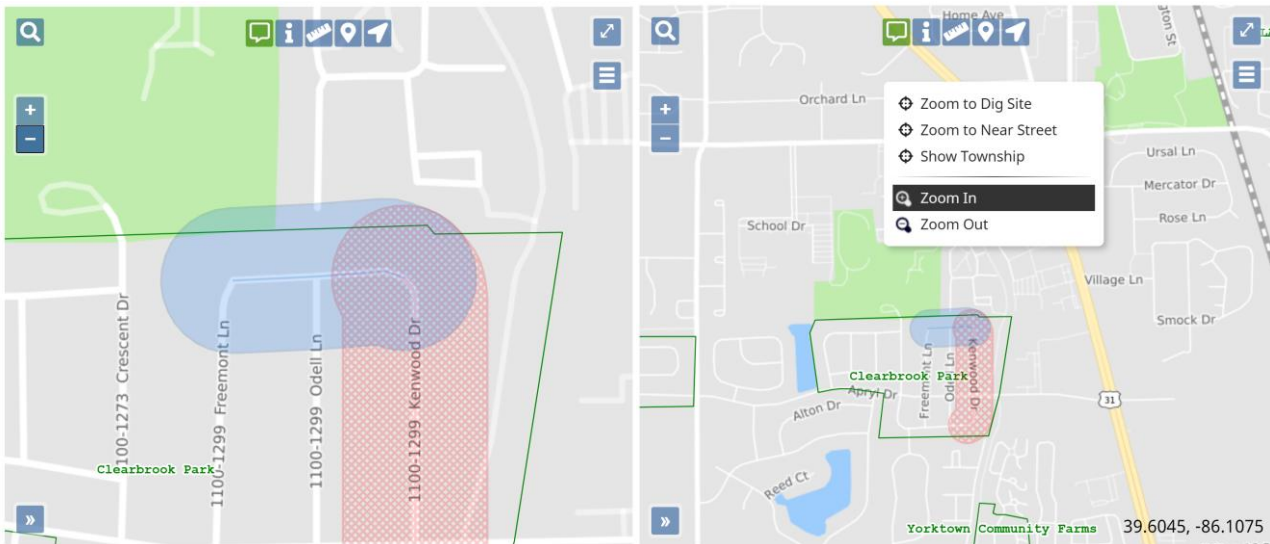 100-1273 Crescent Dr
1100-1299 Freemont Ln
1100-1299 Odell Ln
1100-1299 Kenwood Dr
Clearbrook Park
Home Ave
Orchard Ln
Zoom to Dig Site
Zoom to Near Street
Show Township
Zoom In
Zoom Out
Ursal Ln
Mercator Dr
Rose Ln
School Dr
Village Ln
Smock Dr
Freemont Ln
Odell Ln
Kenwood Dr
Clearbrook Park
Apryl Dr
Alton Dr
31
Reed Ct
Yorktown Community Farms
39.6045, -86.1075